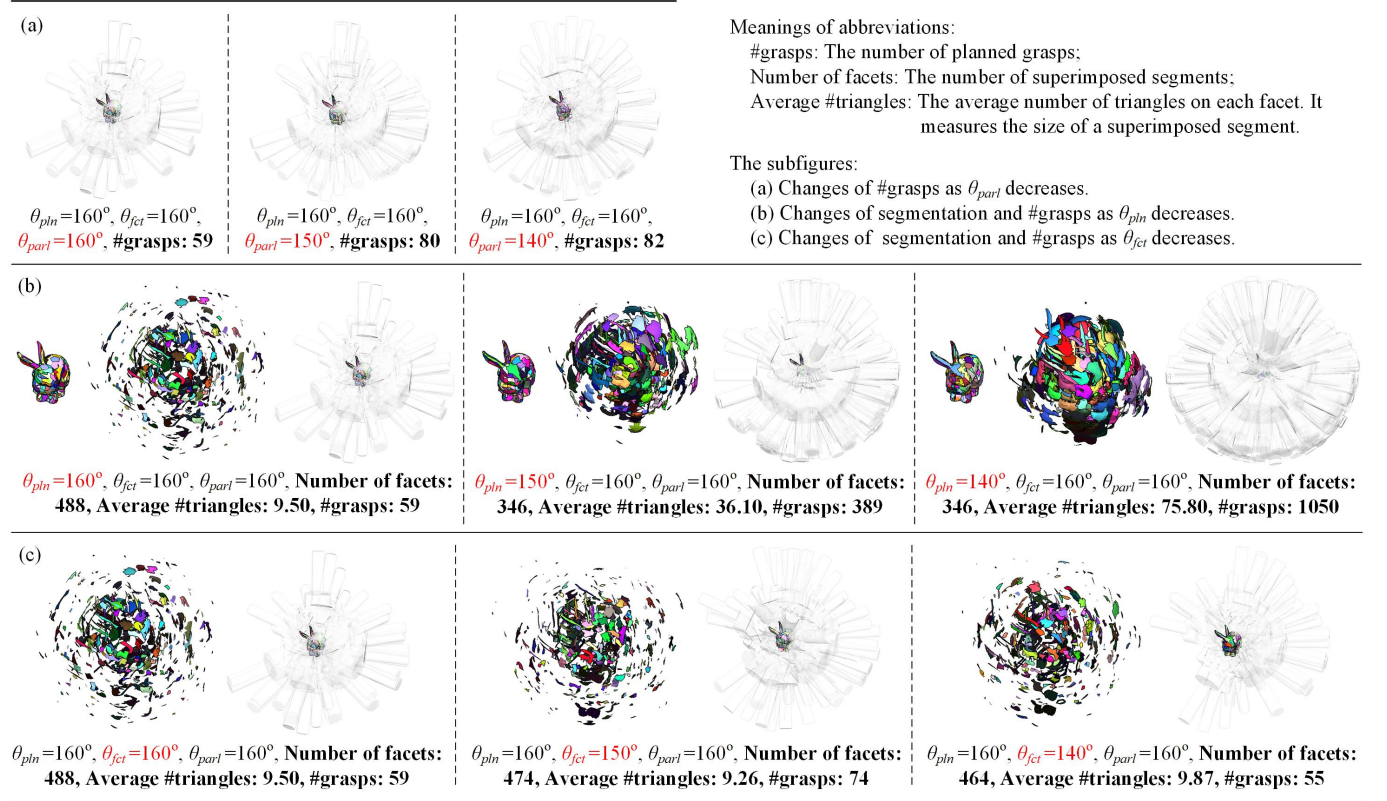 (a)
θpln=160°, θfct=160°,
θparl=160°, #grasps: 59
θpln=160°, θfct=160°,
θparl=150°, #grasps: 80
θpln=160°, θfct=160°,
θparl=140°, #grasps: 82
Meanings of abbreviations:
#grasps: The number of planned grasps;
Number of facets: The number of superimposed segments;
Average #triangles: The average number of triangles on each facet. It
measures the size of a superimposed segment.
The subfigures:
(a) Changes of #grasps as θparl decreases.
(b) Changes of segmentation and #grasps as θpln decreases.
(c) Changes of segmentation and #grasps as θfct decreases.
(b)
θpln=160°, θfct=160°, θparl=160°, Number of facets:
488, Average #triangles: 9.50, #grasps: 59
θpln=150°, θfct=160°, θparl=160°, Number of facets:
346, Average #triangles: 36.10, #grasps: 389
θpln=140°, θfct=160°, θparl=160°, Number of facets:
346, Average #triangles: 75.80, #grasps: 1050
(c)
θpln=160°, θfct=160°, θparl=160°, Number of facets:
488, Average #triangles: 9.50, #grasps: 59
θpln=160°, θfct=150°, θparl=160°, Number of facets:
474, Average #triangles: 9.26, #grasps: 74
θpln=160°, θfct=140°, θparl=160°, Number of facets:
464, Average #triangles: 9.87, #grasps: 55